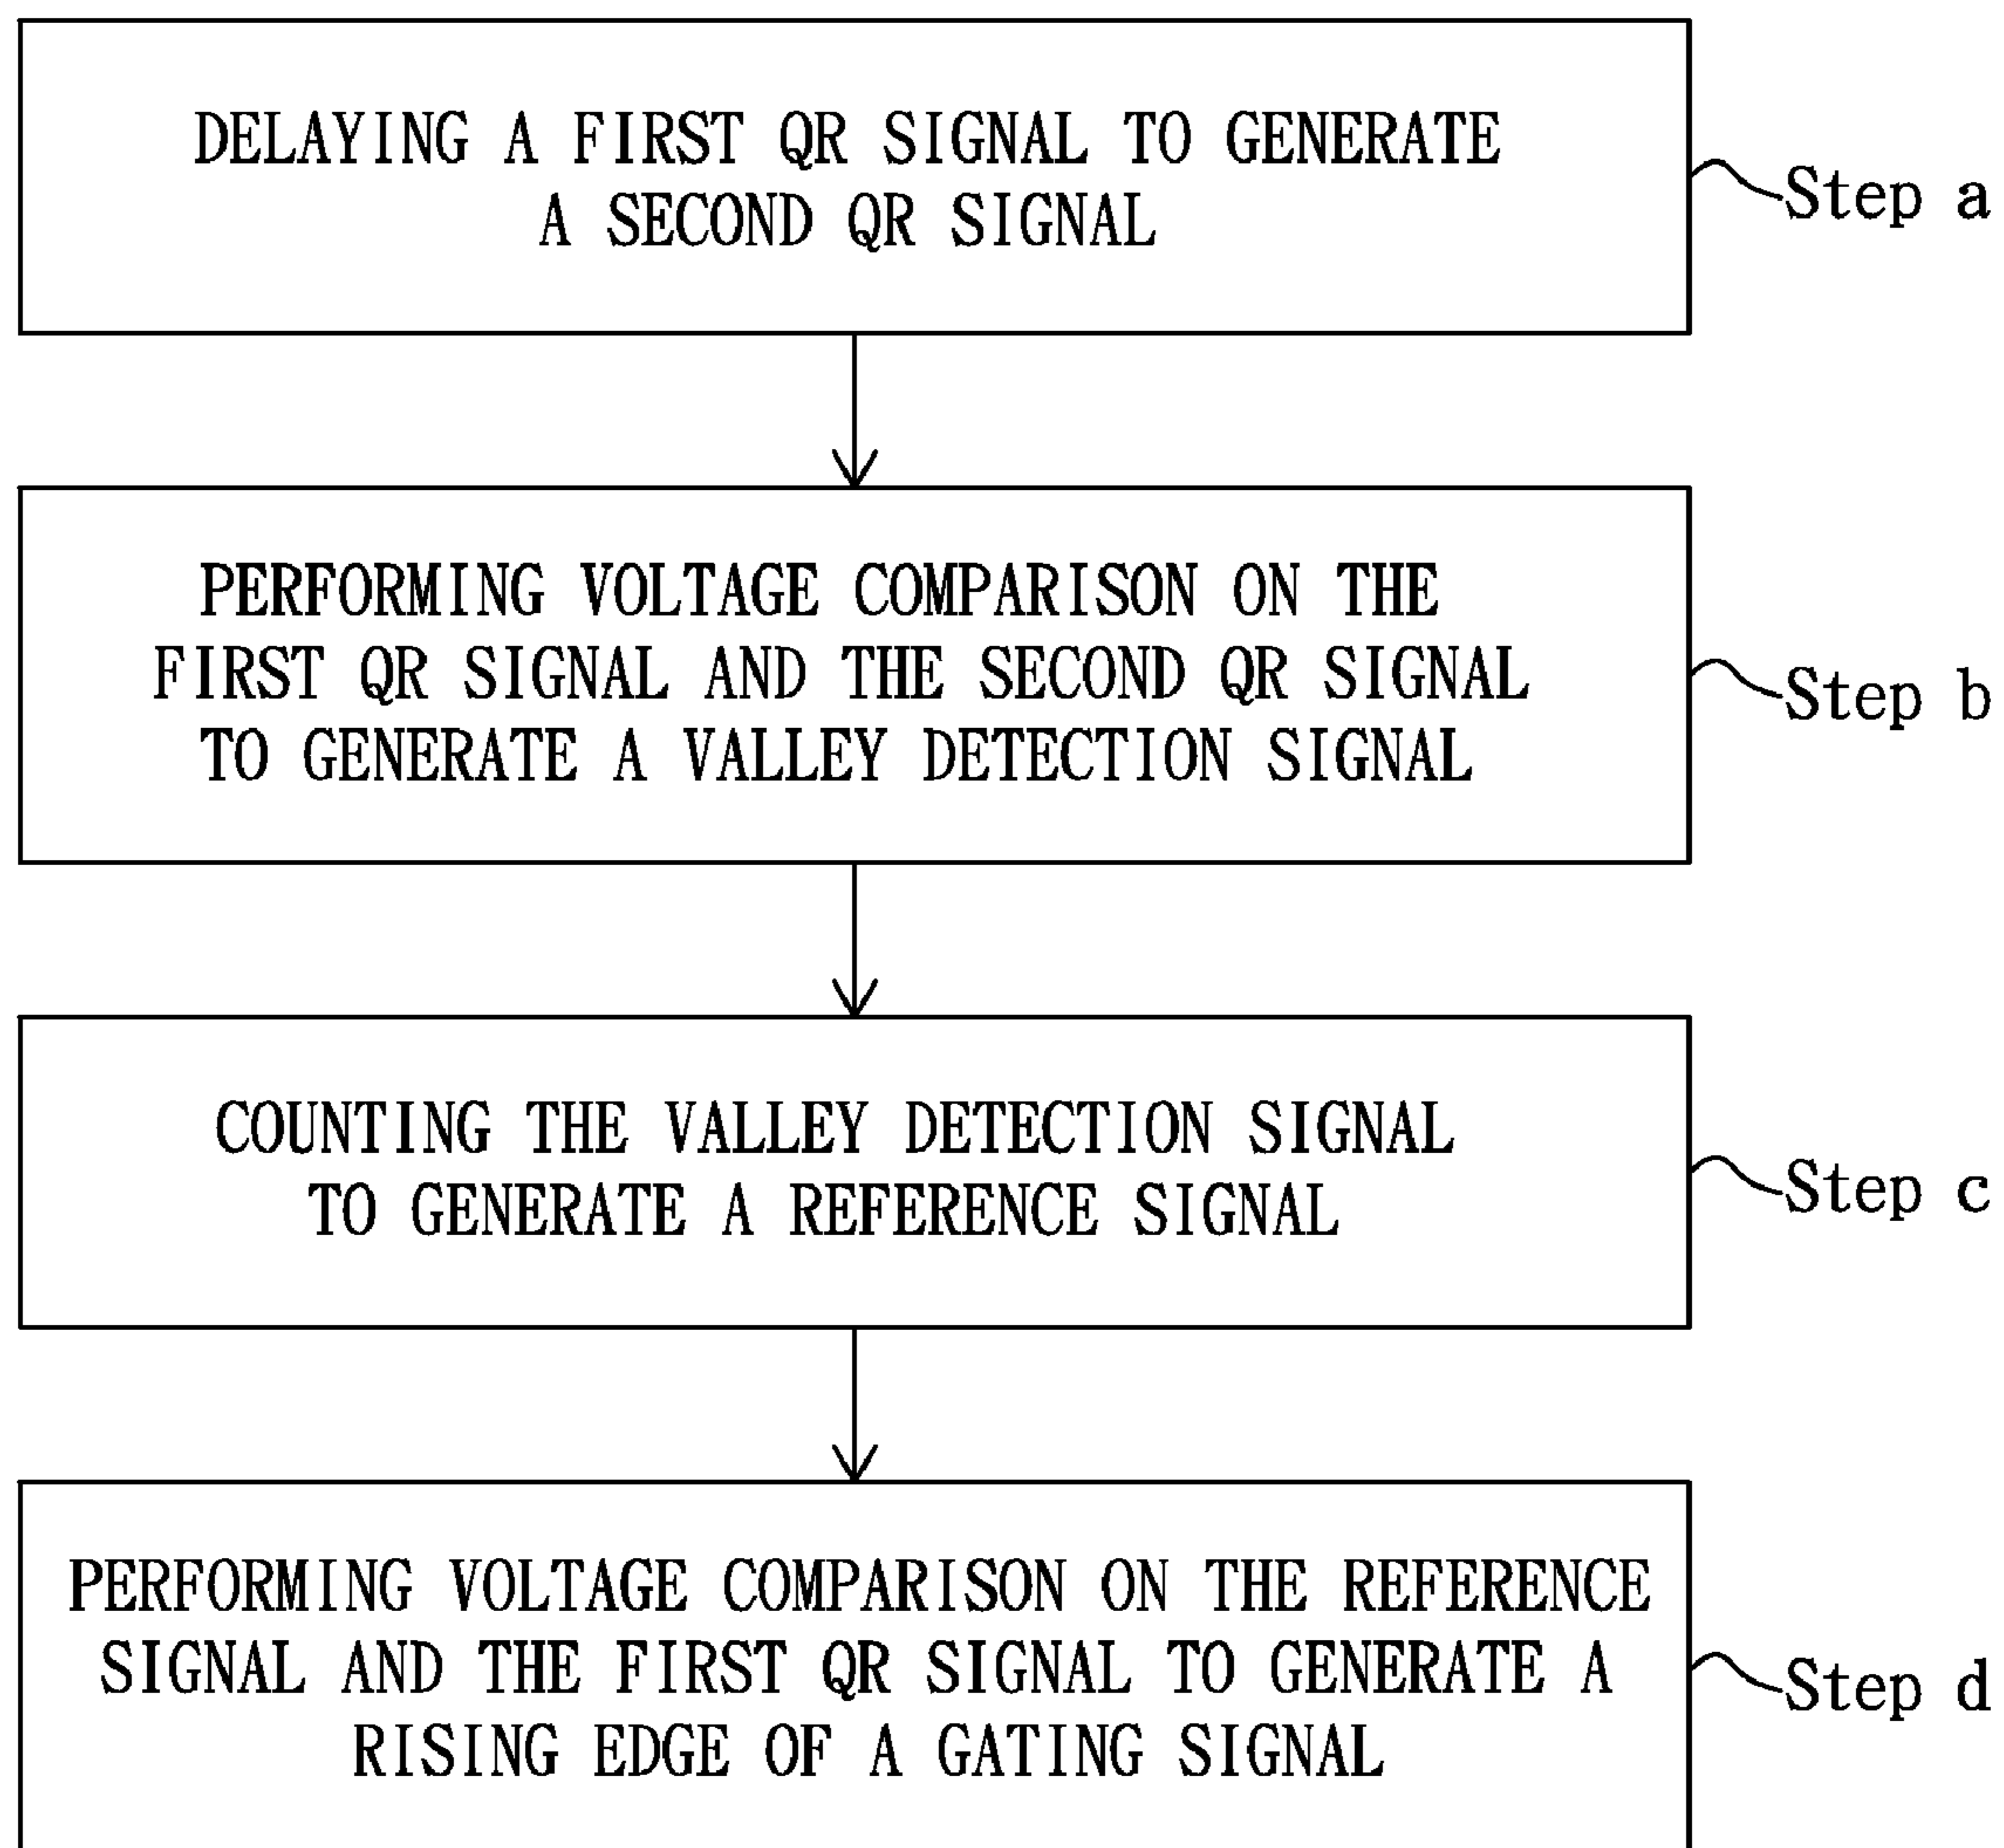 DELAYING A FIRST QR SIGNAL TO GENERATE
A SECOND QR SIGNAL
Step a
PERFORMING VOLTAGE COMPARISON ON THE
FIRST QR SIGNAL AND THE SECOND QR SIGNAL
TO GENERATE A VALLEY DETECTION SIGNAL
Step b
COUNTING THE VALLEY DETECTION SIGNAL
TO GENERATE A REFERENCE SIGNAL
Step c
PERFORMING VOLTAGE COMPARISON ON THE REFERENCE
SIGNAL AND THE FIRST QR SIGNAL TO GENERATE A
RISING EDGE OF A GATING SIGNAL
Step d